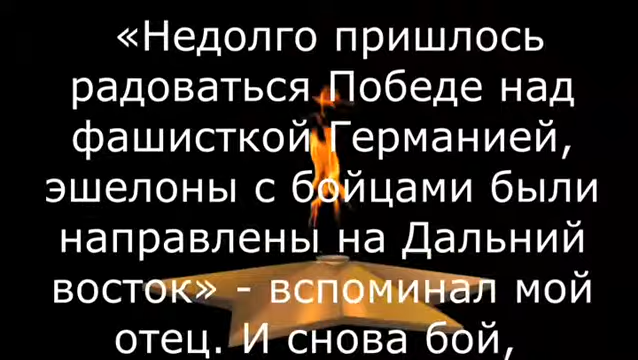 «Недолго пришлось
радоваться Победе над
фашисткой Германией,
эшелоны с бойцами были
направлены на Дальний
восток» - вспоминал мой
отец. И снова бой,